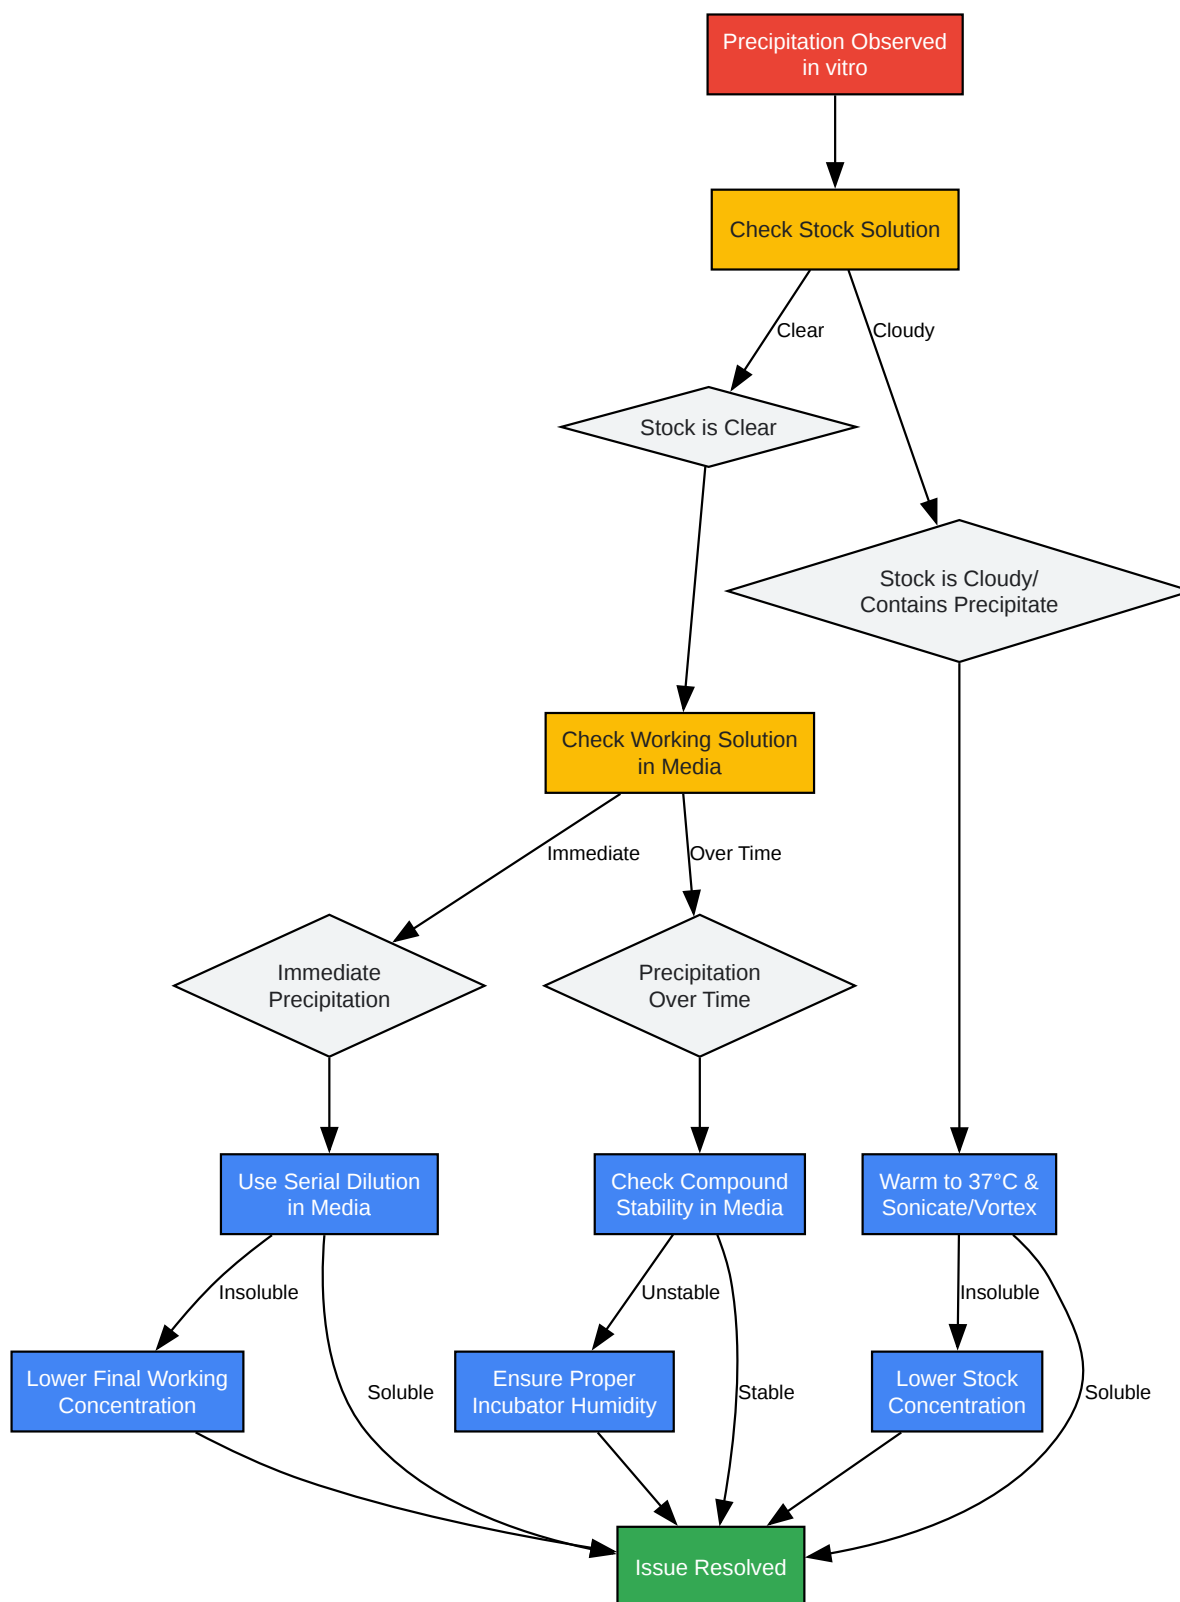 Precipitation Observed
in vitro
Check Stock Solution
Clear
Cloudy
Stock is Clear
Stock is Cloudy/
Contains Precipitate
Check Working Solution
in Media
Immediate
Over Time
Immediate
Precipitation
Precipitation
Over Time
Use Serial Dilution
in Media
Check Compound
Stability in Media
Warm to 37°C &
Sonicate/Vortex
Insoluble
Unstable
Insoluble
Lower Final Working
Concentration
Soluble
Ensure Proper
Incubator Humidity
Stable
Lower Stock
Concentration
Soluble
Issue Resolved